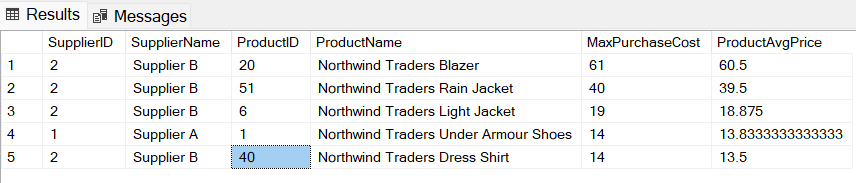 Results Messages
SupplierID SupplierName ProductID ProductName MaxPurchaseCost ProductAvgPrice
1 2 Supplier B 20 Northwind Traders Blazer 61 60.5
2 2 Supplier B 51 Northwind Traders Rain Jacket 40 39.5
3 2 Supplier B 6 Northwind Traders Light Jacket 19 18.875
4 1 Supplier A 1 Northwind Traders Under Armour Shoes 14 13.8333333333333
5 2 Supplier B 40 Northwind Traders Dress Shirt 14 13.5